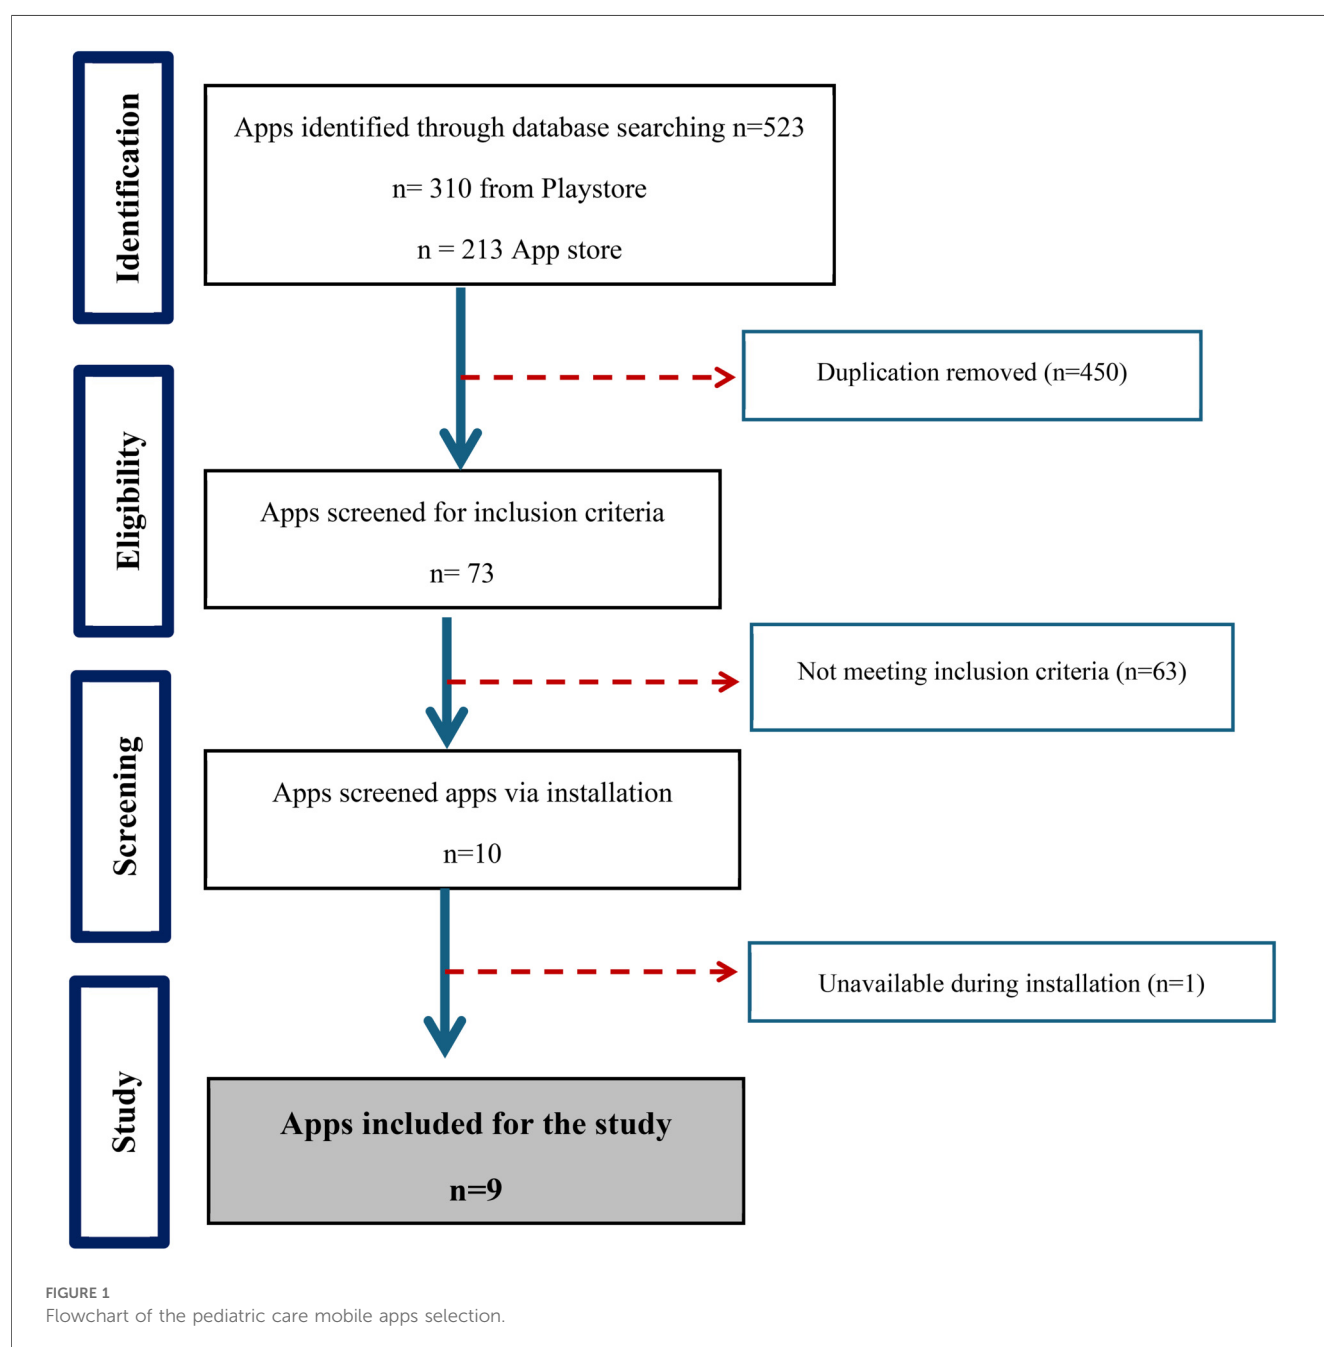 Identification
Apps identified through database searching n=523
n= 310 from Playstore
n = 213 App store
Duplication removed (n=450)
Eligibility
Apps screened for inclusion criteria
n= 73
Not meeting inclusion criteria (n=63)
Screening
Apps screened apps via installation
n=10
Unavailable during installation (n=1)
Study
Apps included for the study
n=9
FIGURE 1
Flowchart of the pediatric care mobile apps selection.